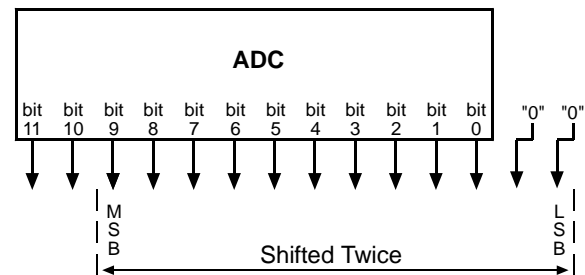 ADC
bit bit bit bit bit bit bit bit bit bit bit bit "0" "0"
11 10 9 8 7 6 5 4 3 2 1 0
MSB LSB
Shifted Twice